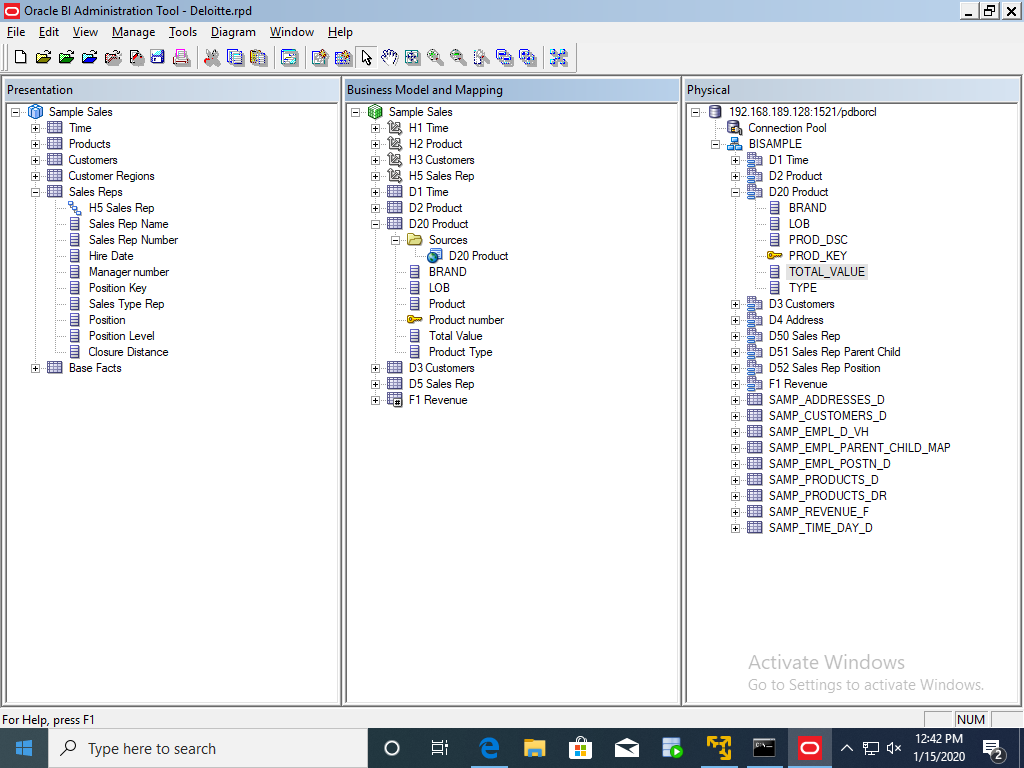 Oracle BI Administration Tool - Deloitte.rpd
File Edit View Manage Tools Diagram Window Help
Presentation
Sample Sales
Time
Products
Customers
Customer Regions
Sales Reps
H5 Sales Rep
Sales Rep Name
Sales Rep Number
Hire Date
Manager number
Position Key
Sales Type Rep
Position
Position Level
Closure Distance
Base Facts
Business Model and Mapping
Sample Sales
H1 Time
H2 Product
H3 Customers
H5 Sales Rep
D1 Time
D2 Product
D20 Product
Sources
D20 Product
BRAND
LOB
Product
Product number
Total Value
Product Type
D3 Customers
D5 Sales Rep
F1 Revenue
Physical
192.168.189.128:1521/pdborcl
Connection Pool
BISAMPLE
D1 Time
D2 Product
D20 Product
BRAND
LOB
PROD_DSC
PROD_KEY
TOTAL_VALUE
TYPE
D3 Customers
D4 Address
D50 Sales Rep
D51 Sales Rep Parent Child
D52 Sales Rep Position
F1 Revenue
SAMP_ADDRESSES_D
SAMP_CUSTOMERS_D
SAMP_EMPL_D_VH
SAMP_EMPL_PARENT_CHILD_MAP
SAMP_EMPL_POSTN_D
SAMP_PRODUCTS_D
SAMP_PRODUCTS_DR
SAMP_REVENUE_F
SAMP_TIME_DAY_D
Activate Windows
Go to Settings to activate Windows.
For Help, press F1
NUM
Type here to search
12:42 PM
1/15/2020
2